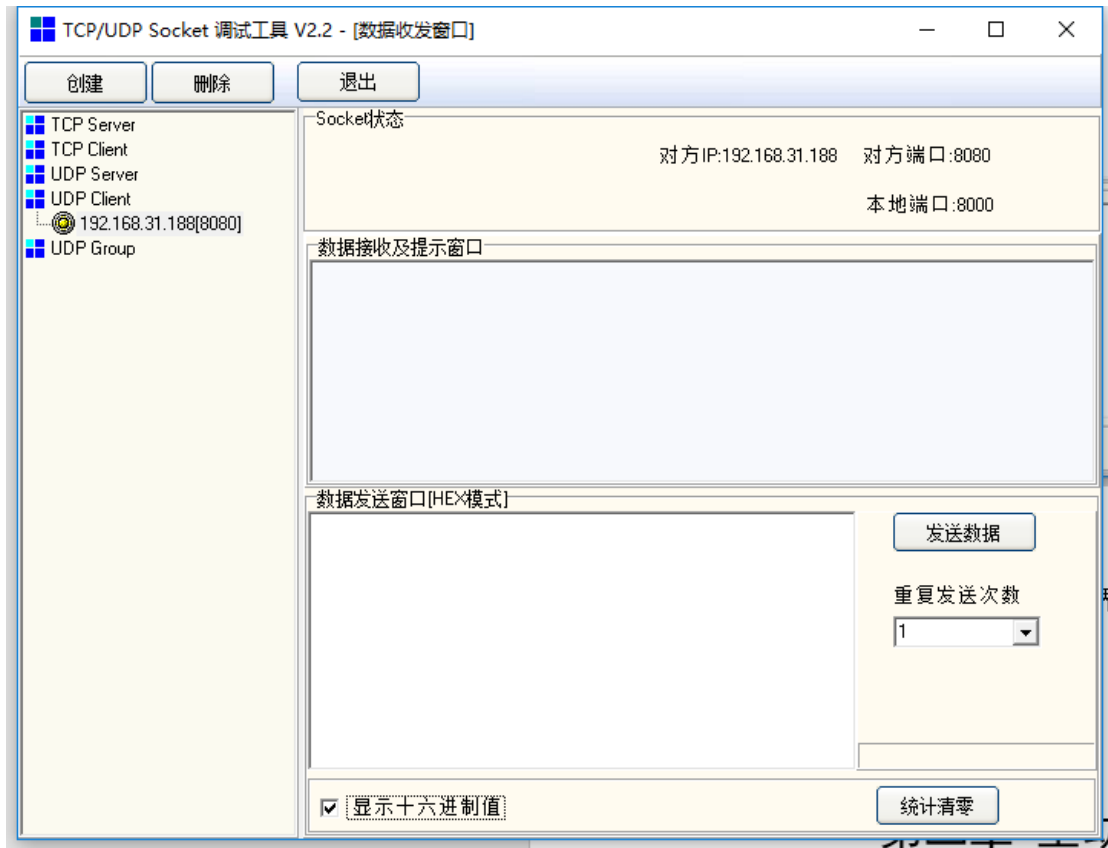 TCP/UDP Socket 调试工具 V2.2 - [数据收发窗口]
创建 删除 退出
TCP Server
TCP Client
UDP Server
UDP Client
192.168.31.188[8080]
UDP Group
Socket状态
对方IP:192.168.31.188 对方端口:8080
本地端口:8000
数据接收及提示窗口
数据发送窗口[HEX模式]
发送数据
重复发送次数
1
显示十六进制值
统计清零